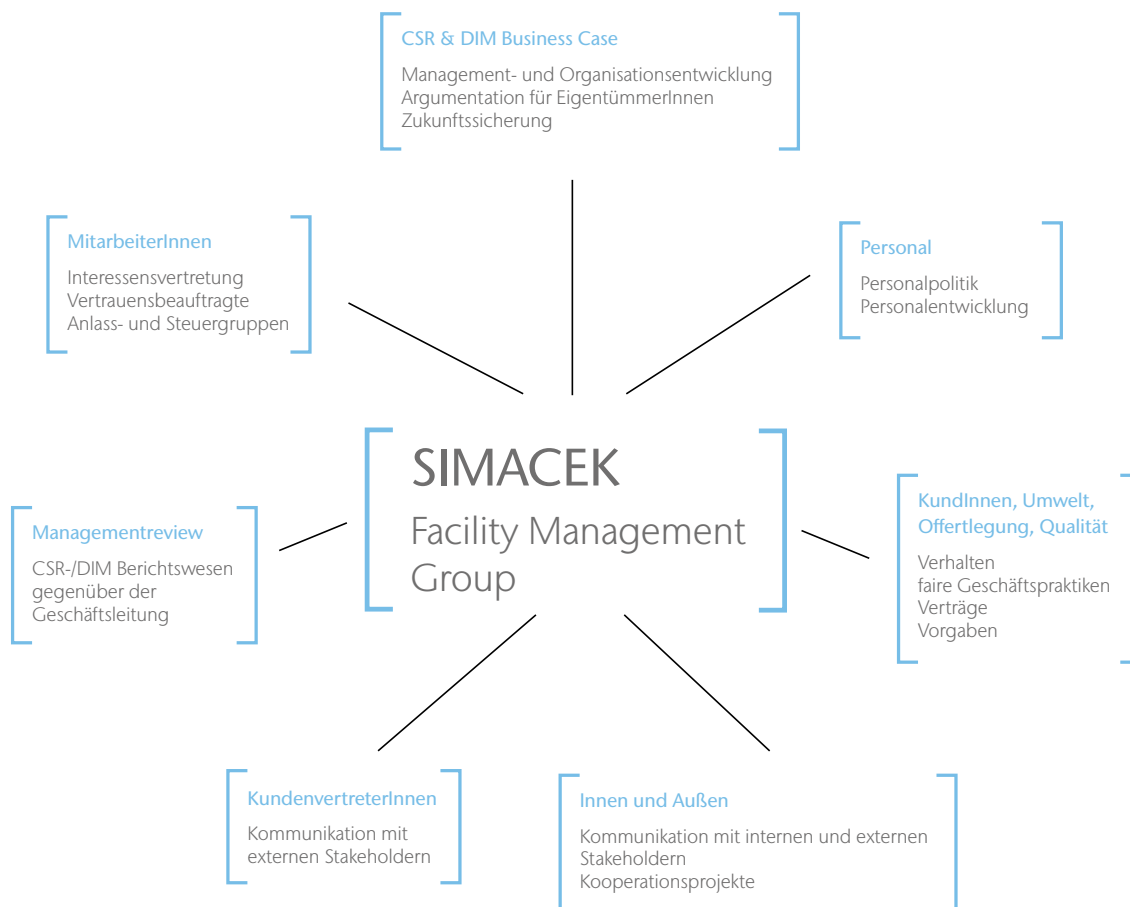 CSR & DIM Business Case
Management- und Organisationsentwicklung
Argumentation für EigentümmerInnen
Zukunftssicherung
MitarbeiterInnen
Interessensvertretung
Vertrauensbeauftragte
Anlass- und Steuergruppen
Personal
Personalpolitik
Personalentwicklung
SIMACEK
Facility Management
Group
Managementreview
CSR-/DIM Berichtswesen
gegenüber der
Geschäftsleitung
KundInnen, Umwelt,
Offertlegung, Qualität
Verhalten
faire Geschäftspraktiken
Verträge
Vorgaben
KundenvertreterInnen
Kommunikation mit
externen Stakeholdern
Innen und Außen
Kommunikation mit internen und externen
Stakeholdern
Kooperationsprojekte